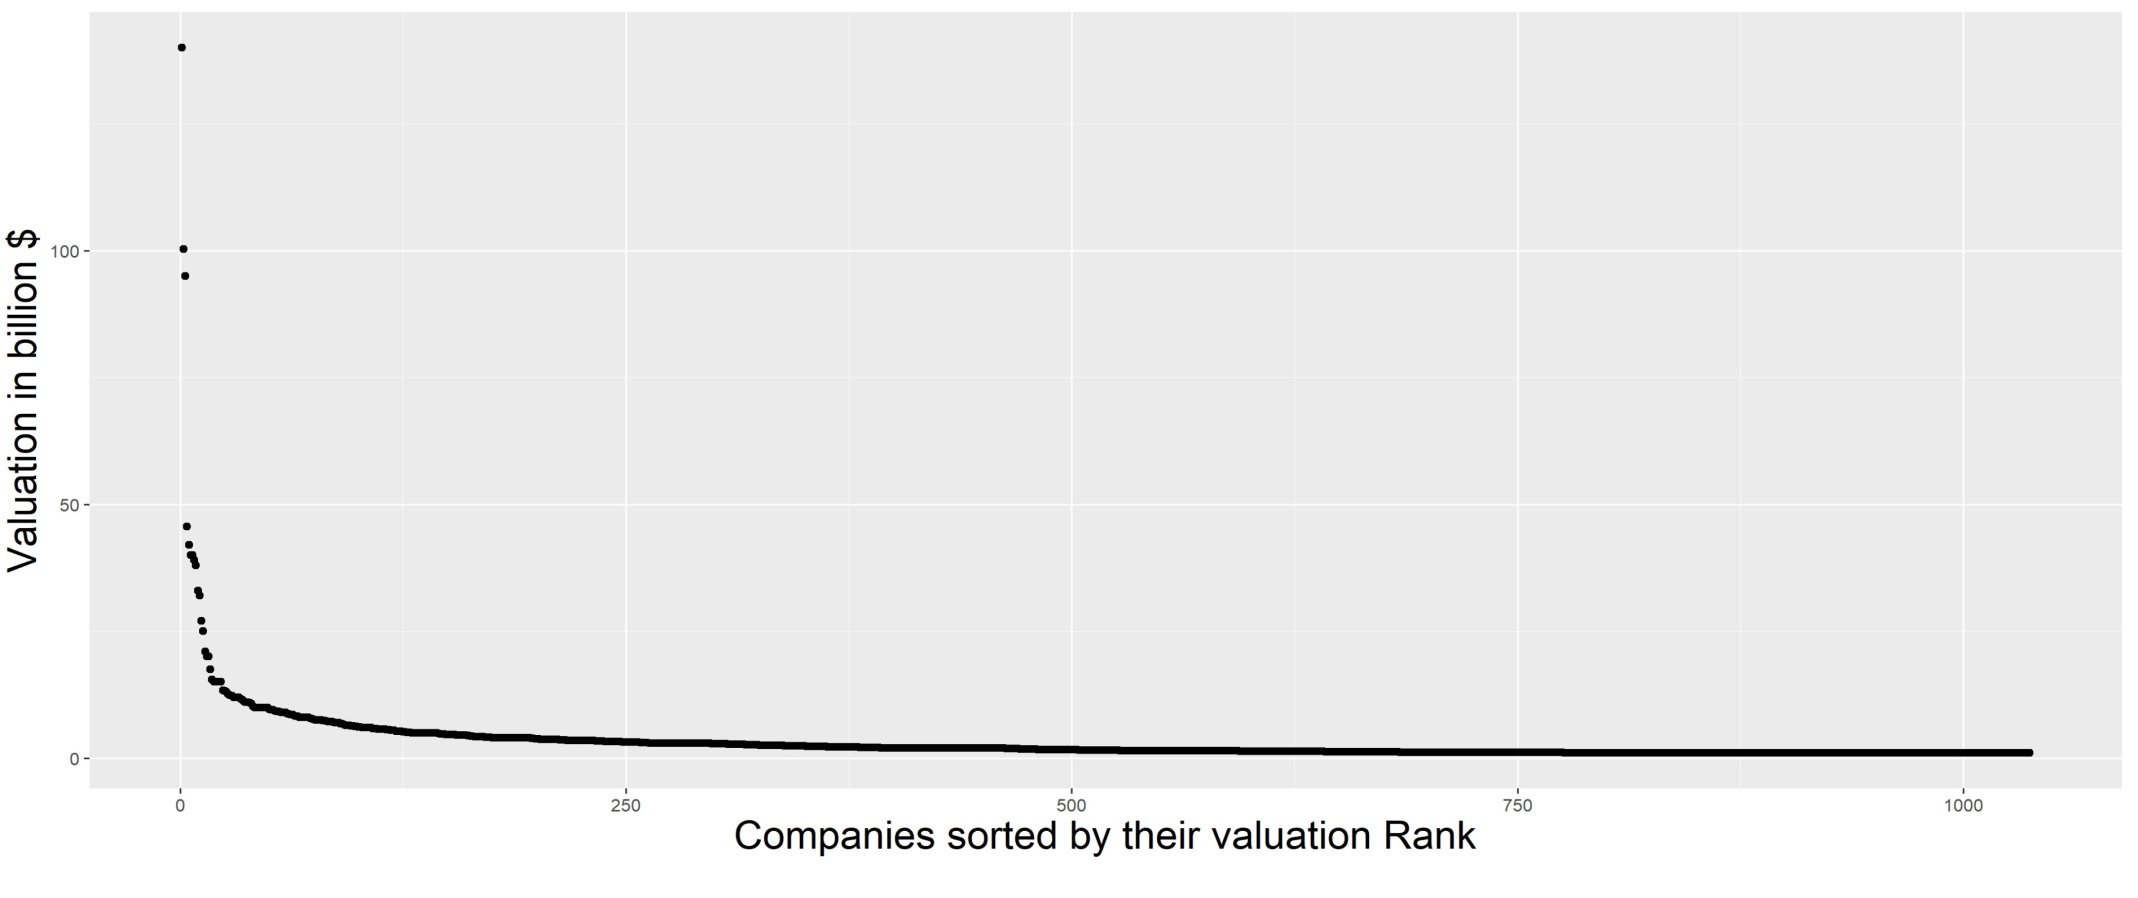 Valuation in billion $
100
50
0
0 250 500 750 1000
Companies sorted by their valuation Rank